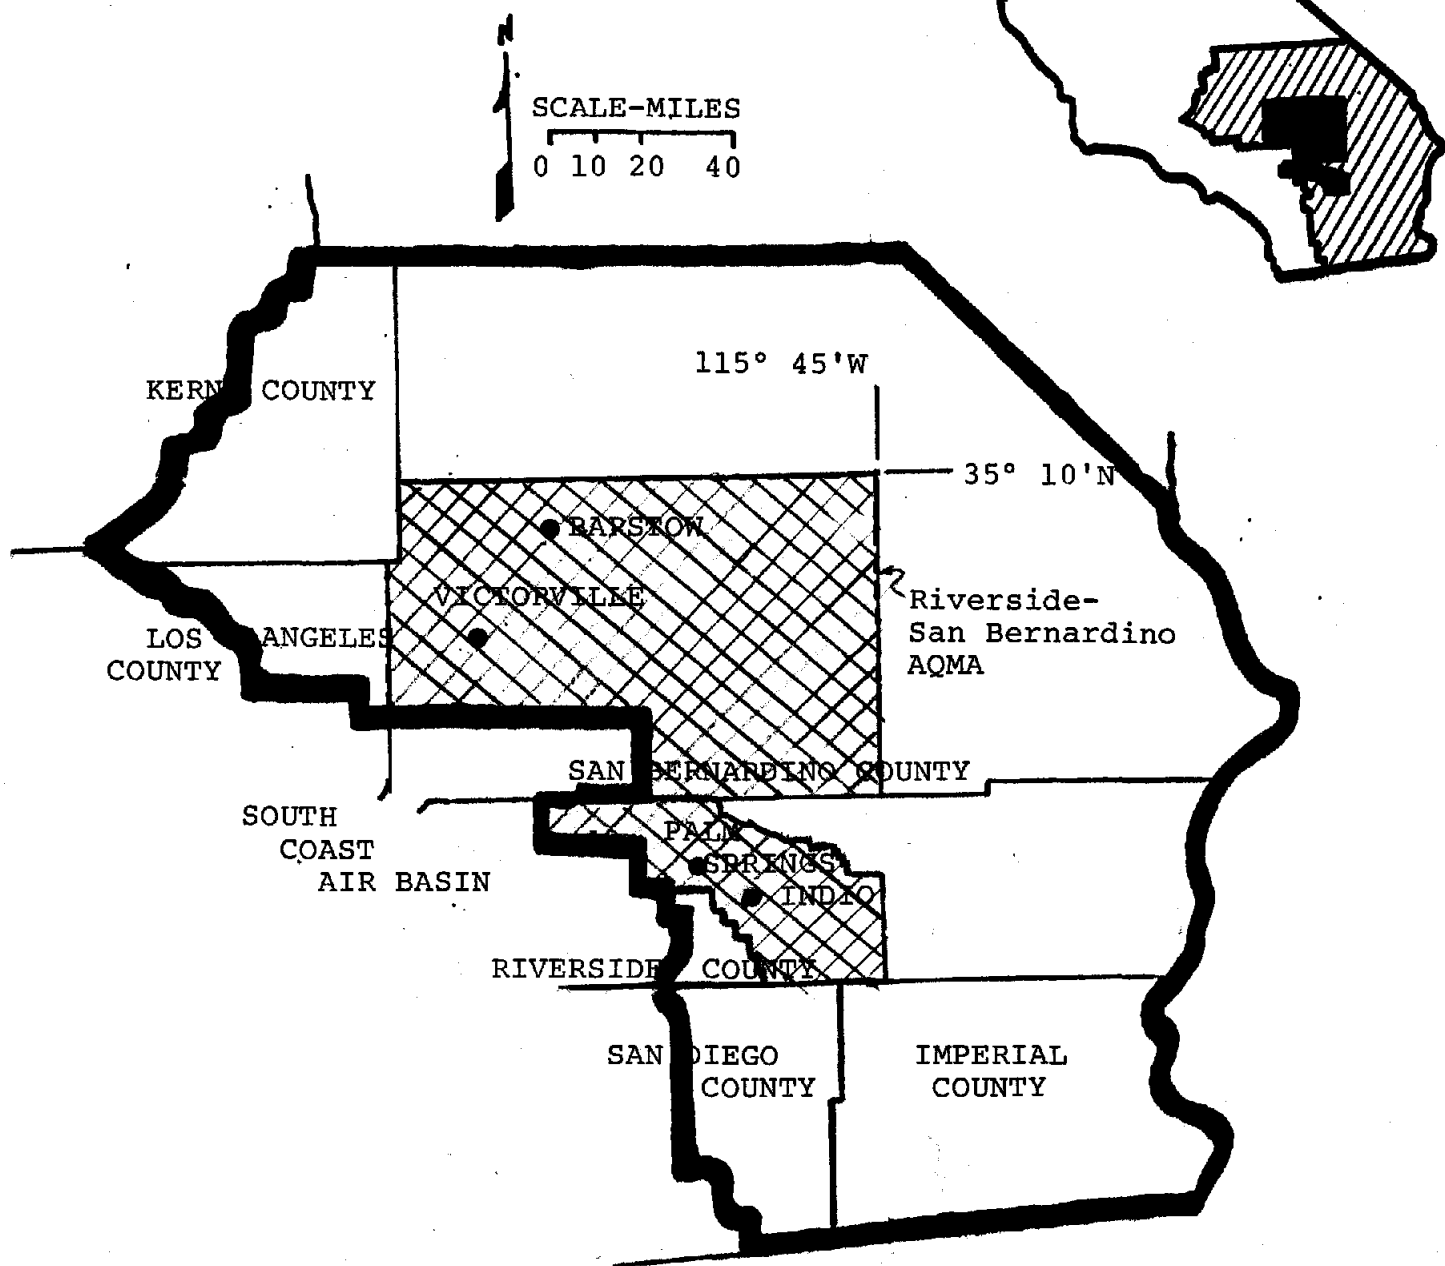 N
SCALE-MILES
0 10 20 40
115° 45'W
KERN COUNTY
35° 10'N
BARSTOW
VICTORVILLE
Riverside-
San Bernardino
AQMA
LOS ANGELES
COUNTY
SAN BERNARDINO COUNTY
SOUTH
COAST
AIR BASIN
PALM
SPRINGS
INDIO
RIVERSIDE COUNTY
SAN DIEGO
COUNTY
IMPERIAL
COUNTY